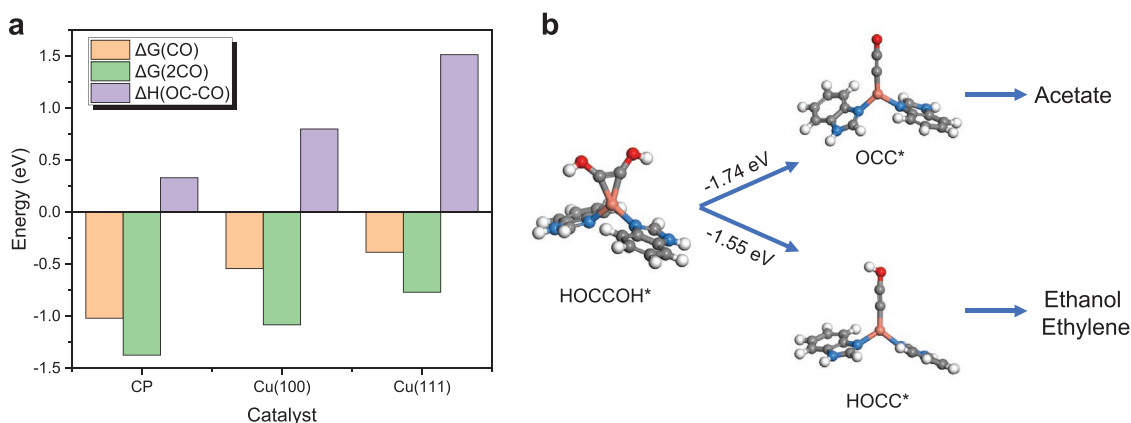 a
ΔG(CO)
ΔG(2CO)
ΔH(OC-CO)
1.5
1.0
0.5
0.0
-0.5
-1.0
-1.5
Energy (eV)
CP
Cu(100)
Cu(111)
Catalyst
b
HOCCOH*
-1.74 eV
-1.55 eV
OCC*
Acetate
HOCC*
Ethanol
Ethylene